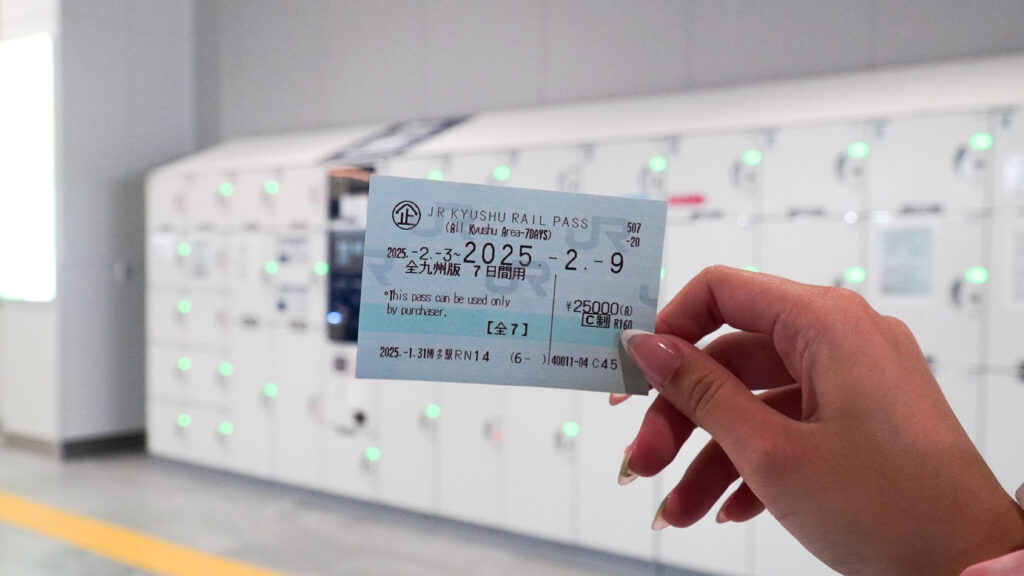 企 JR KYUSHU RAIL PASS
(All Kyushu Area-7DAYS)
507
-20
2025.-2.-3~2025.-2.-9
全九州版 7日間用
*This pass can be used only
by purchaser.
¥25000(A)
C制 R160
[全7]
2025.-1.31博多駅RN14 (6- ) 40011-04 C45
JR